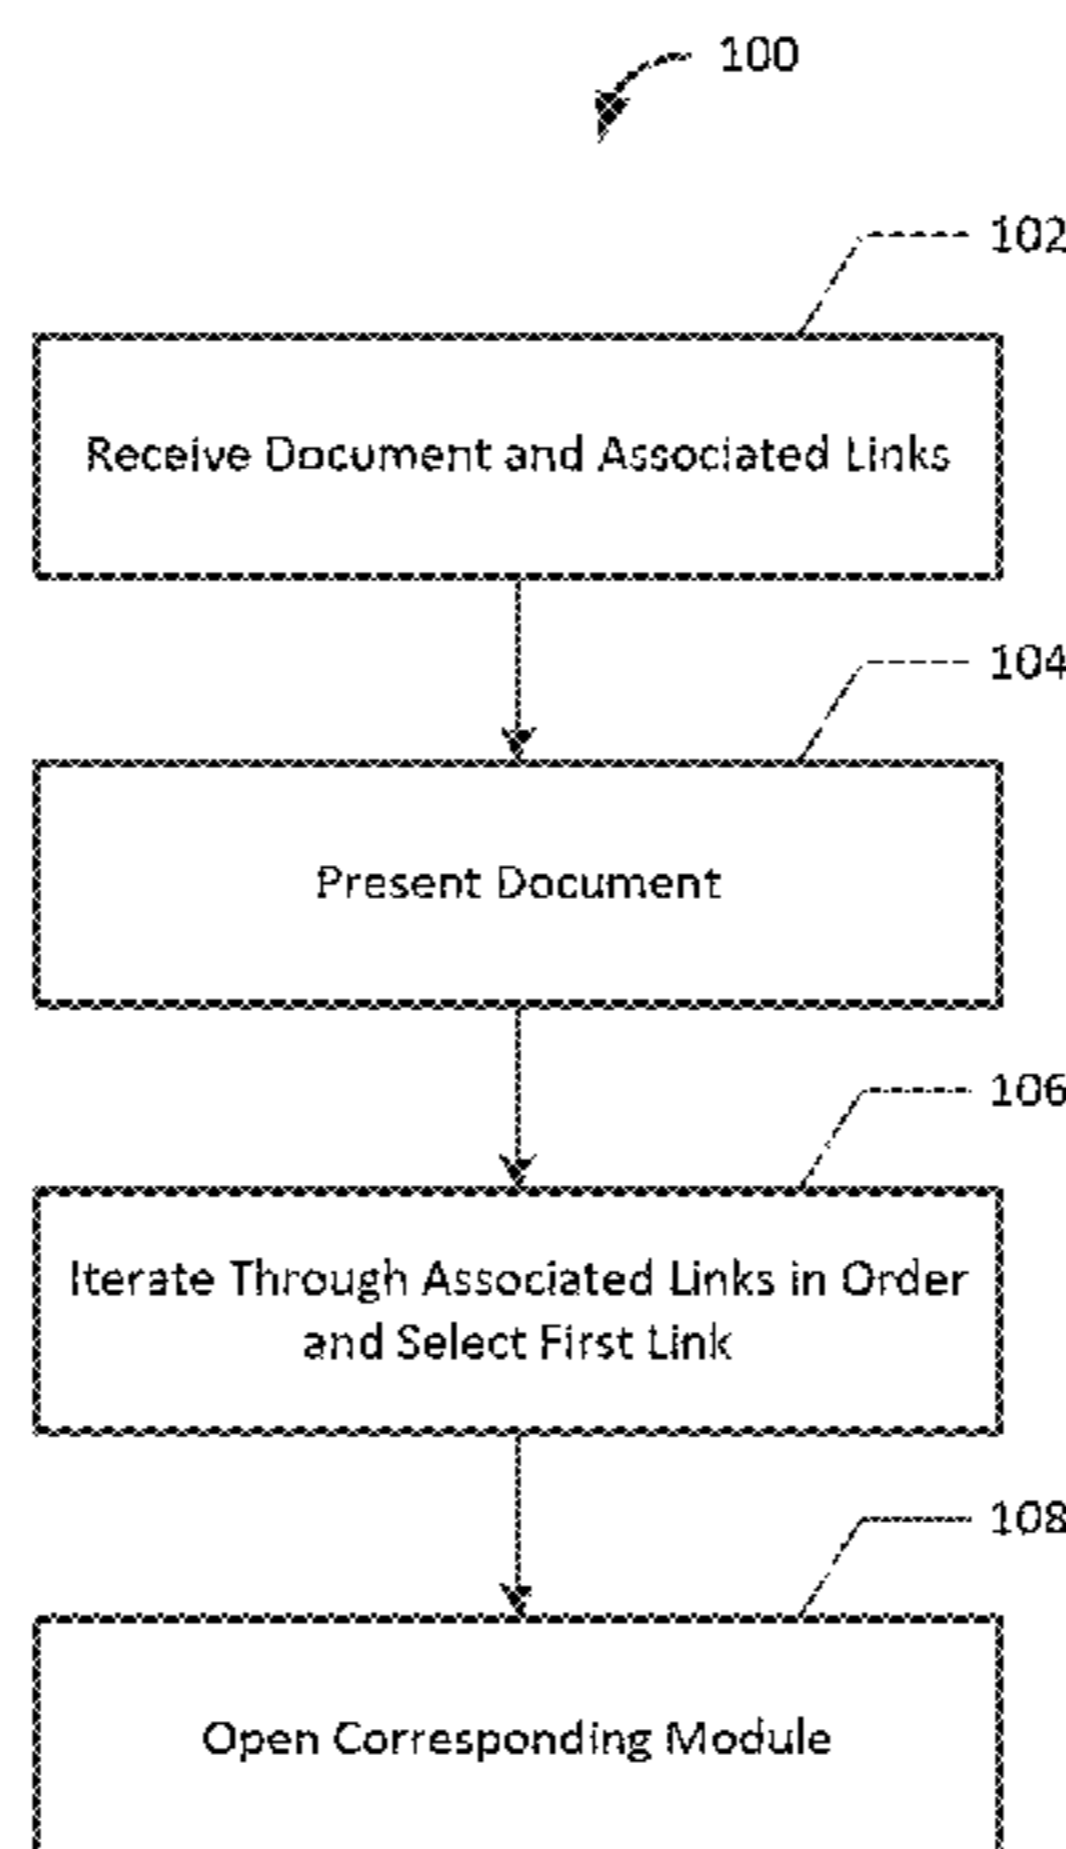 100
102
Receive Document and Associated Links
104
Present Document
106
Iterate Through Associated Links in Order
and Select First Link
108
Open Corresponding Module